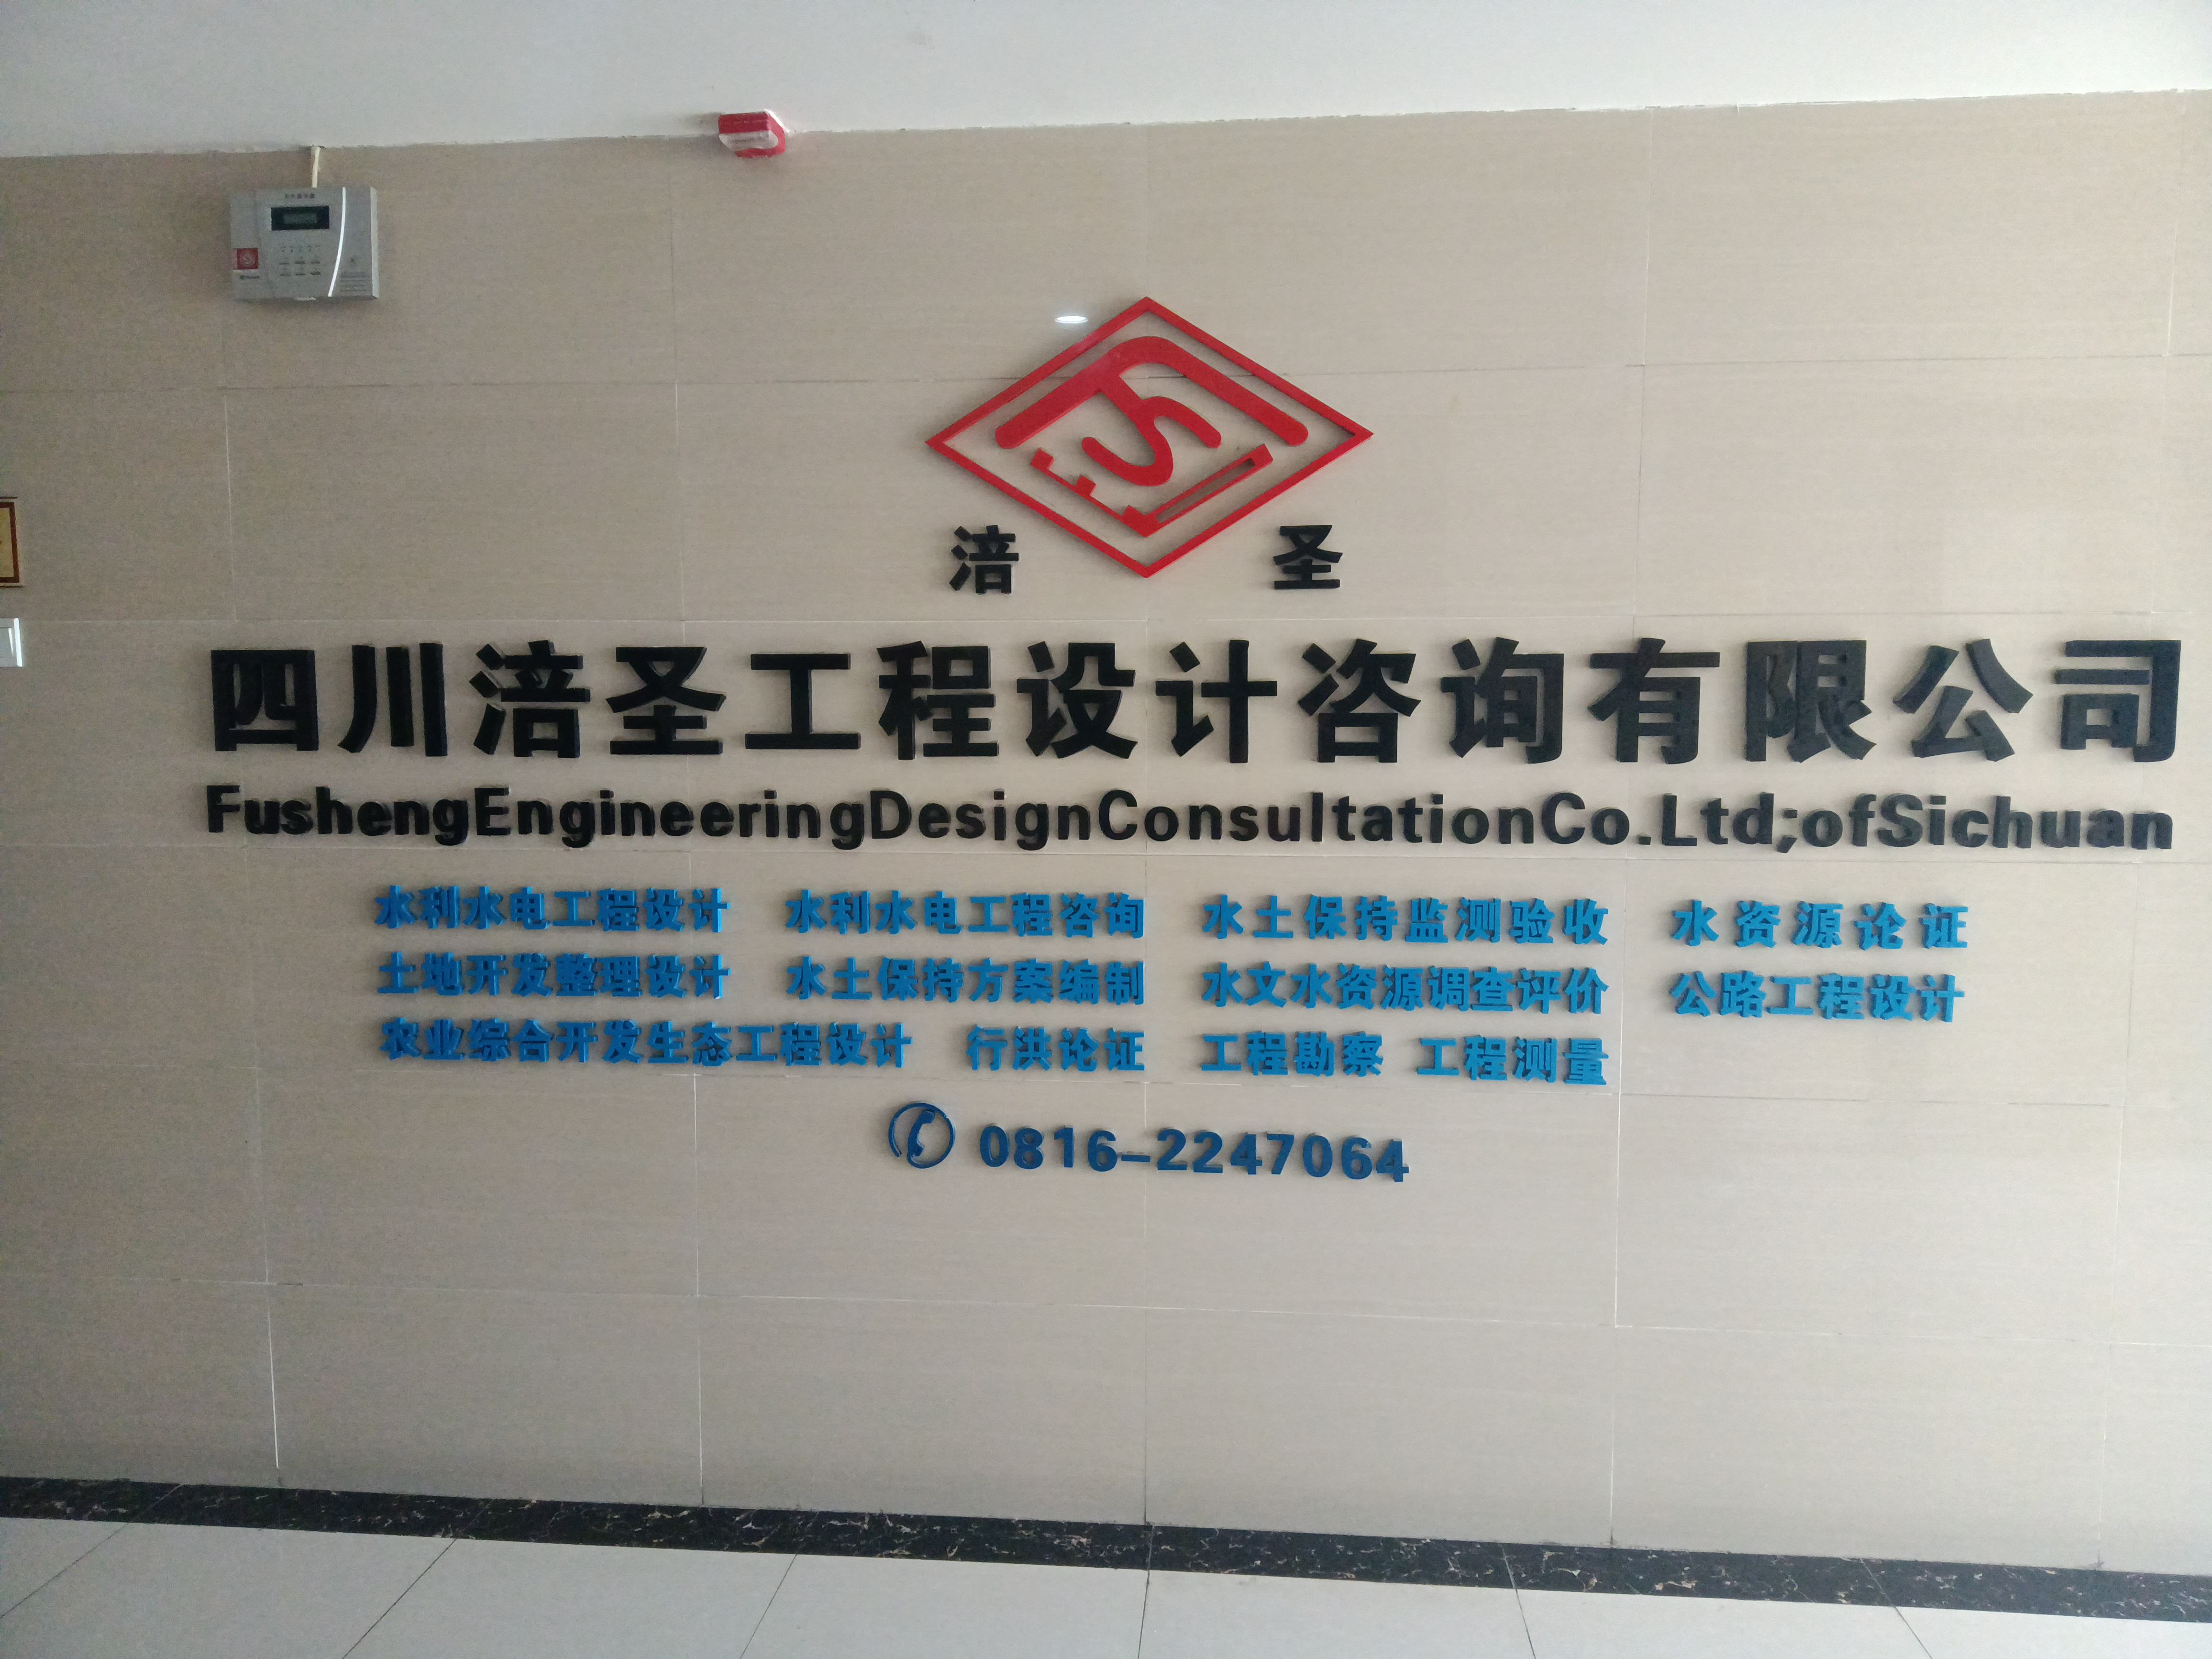 涪 圣
四川涪圣工程设计咨询有限公司
FushengEngineeringDesignConsultationCo.Ltd;ofSichuan
水利水电工程设计 水利水电工程咨询 水土保持监测验收 水资源论证
土地开发整理设计 水土保持方案编制 水文水资源调查评价 公路工程设计
农业综合开发生态工程设计 行洪论证 工程勘察 工程测量
0816-2247064